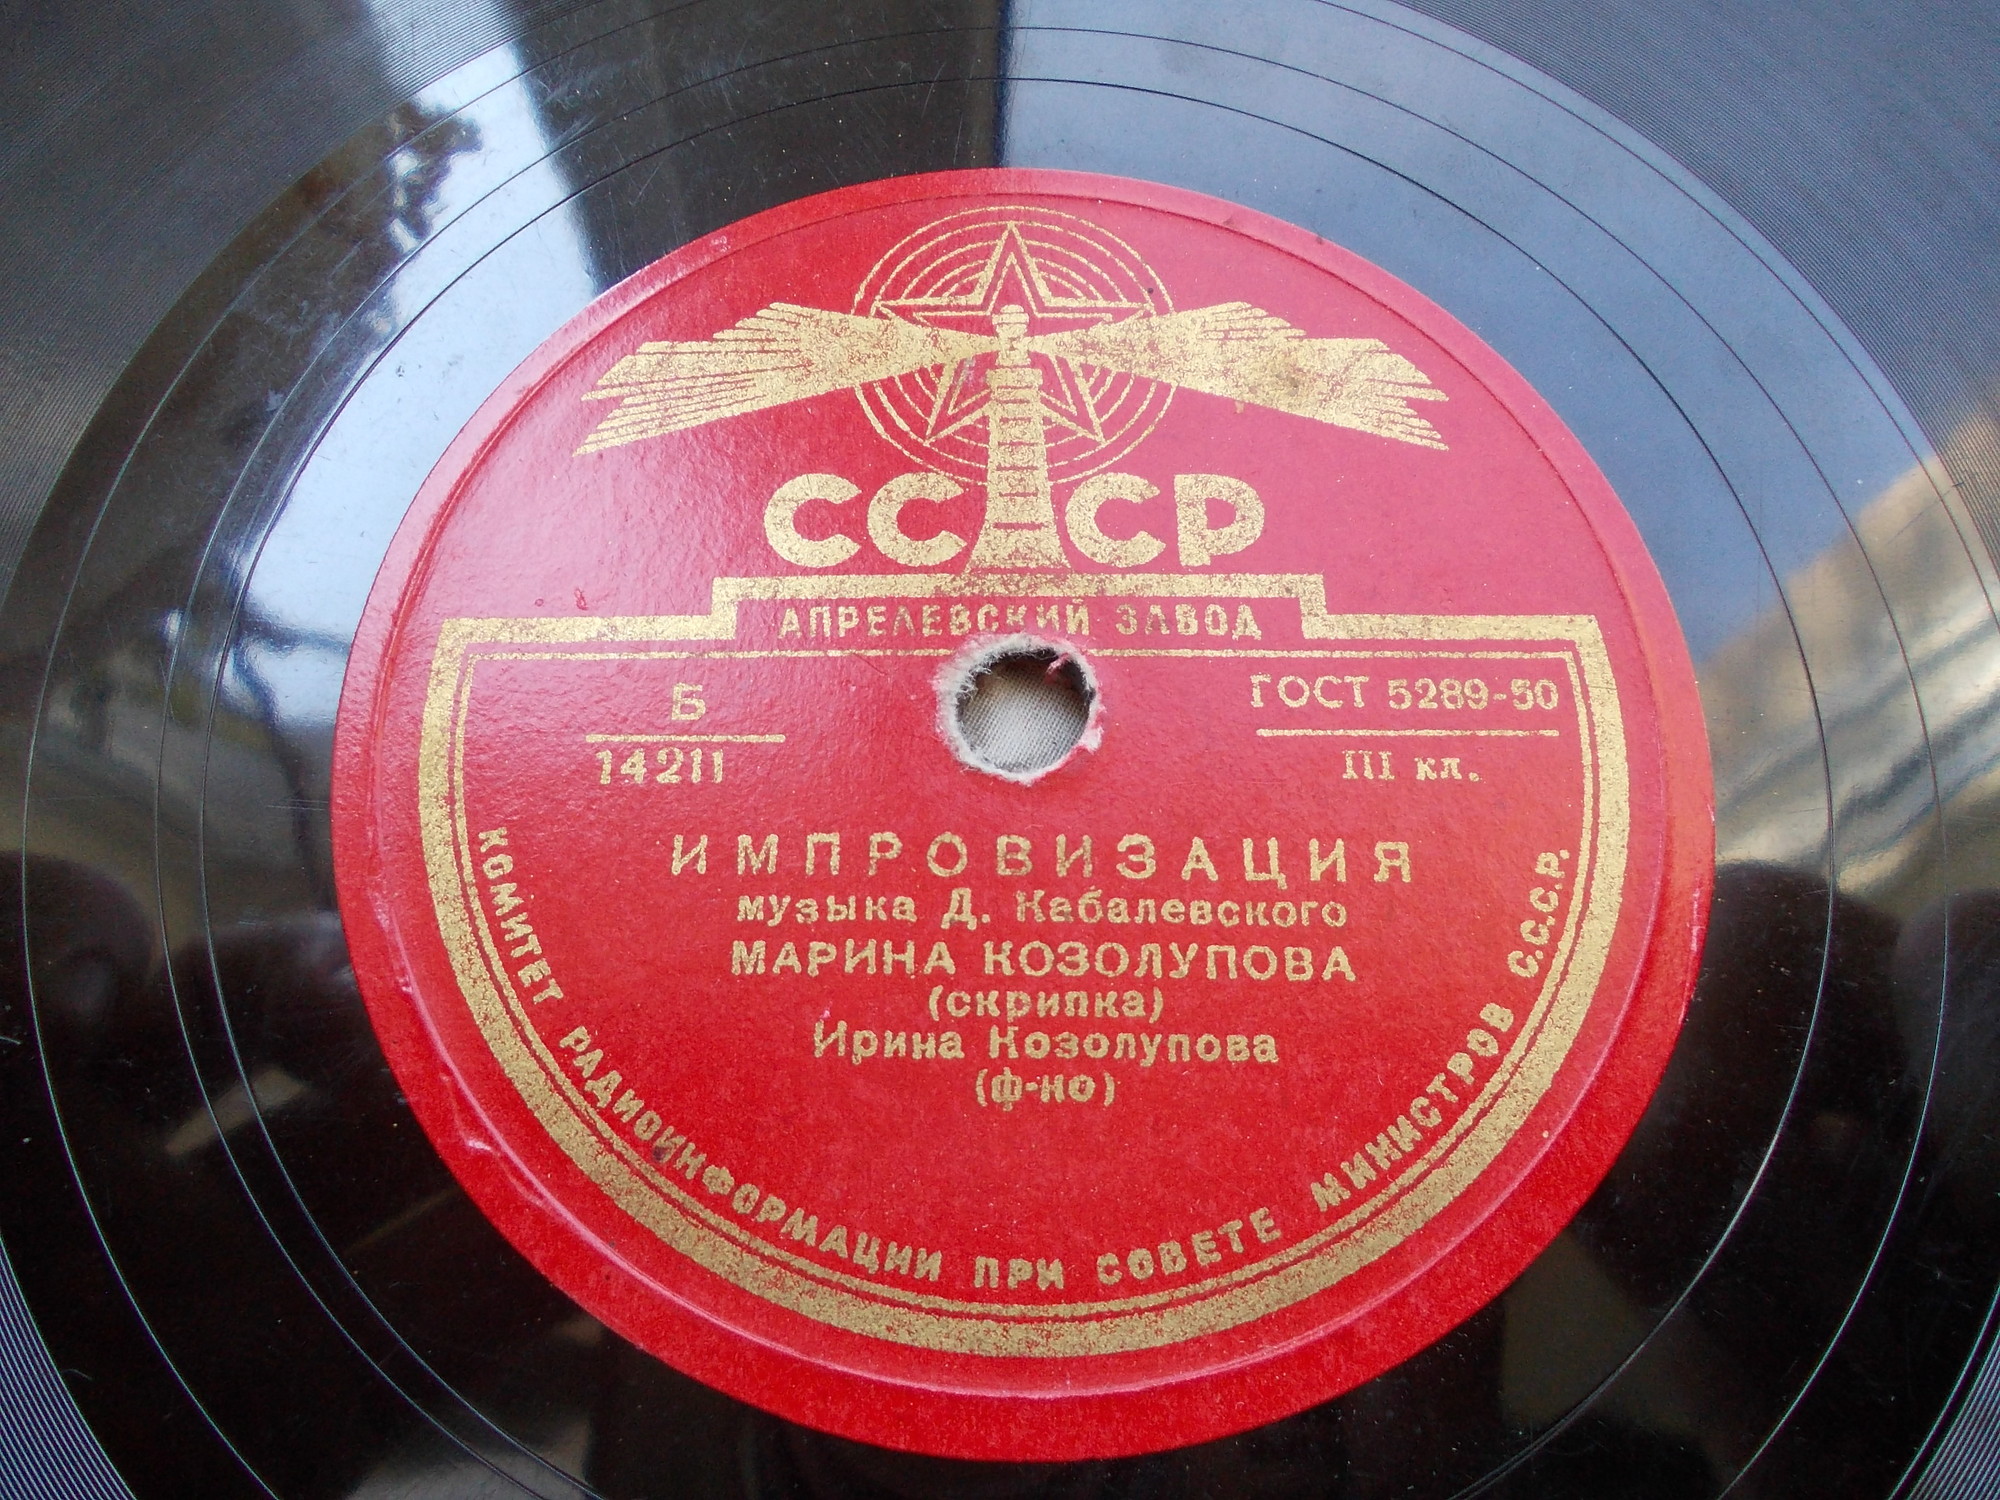 СССР
АПРЕЛЕВСКИЙ ЗАВОД
Б
14211
ГОСТ 5289-50
III кл.
ИМПРОВИЗАЦИЯ
музыка Д. Кабалевского
МАРИНА КОЗОЛУПОВА
(скрипка)
Ирина Козолупова
(ф-но)
КОМИТЕТ РАДИОИНФОРМАЦИИ ПРИ СОВЕТЕ МИНИСТРОВ С.С.С.Р.